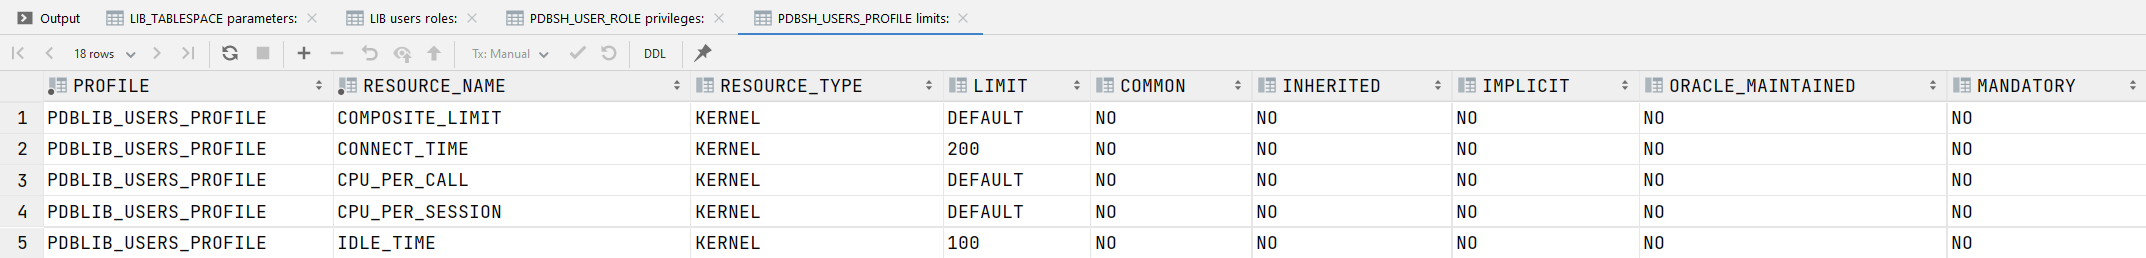 Output LIB_TABLESPACE parameters: LIB users roles: PDBSH_USER_ROLE privileges: PDBSH_USERS_PROFILE limits:
18 rows Tx: Manual DDL
PROFILE RESOURCE_NAME RESOURCE_TYPE LIMIT COMMON INHERITED IMPLICIT ORACLE_MAINTAINED MANDATORY
1 PDBLIB_USERS_PROFILE COMPOSITE_LIMIT KERNEL DEFAULT NO NO NO NO NO
2 PDBLIB_USERS_PROFILE CONNECT_TIME KERNEL 200 NO NO NO NO NO
3 PDBLIB_USERS_PROFILE CPU_PER_CALL KERNEL DEFAULT NO NO NO NO NO
4 PDBLIB_USERS_PROFILE CPU_PER_SESSION KERNEL DEFAULT NO NO NO NO NO
5 PDBLIB_USERS_PROFILE IDLE_TIME KERNEL 100 NO NO NO NO NO